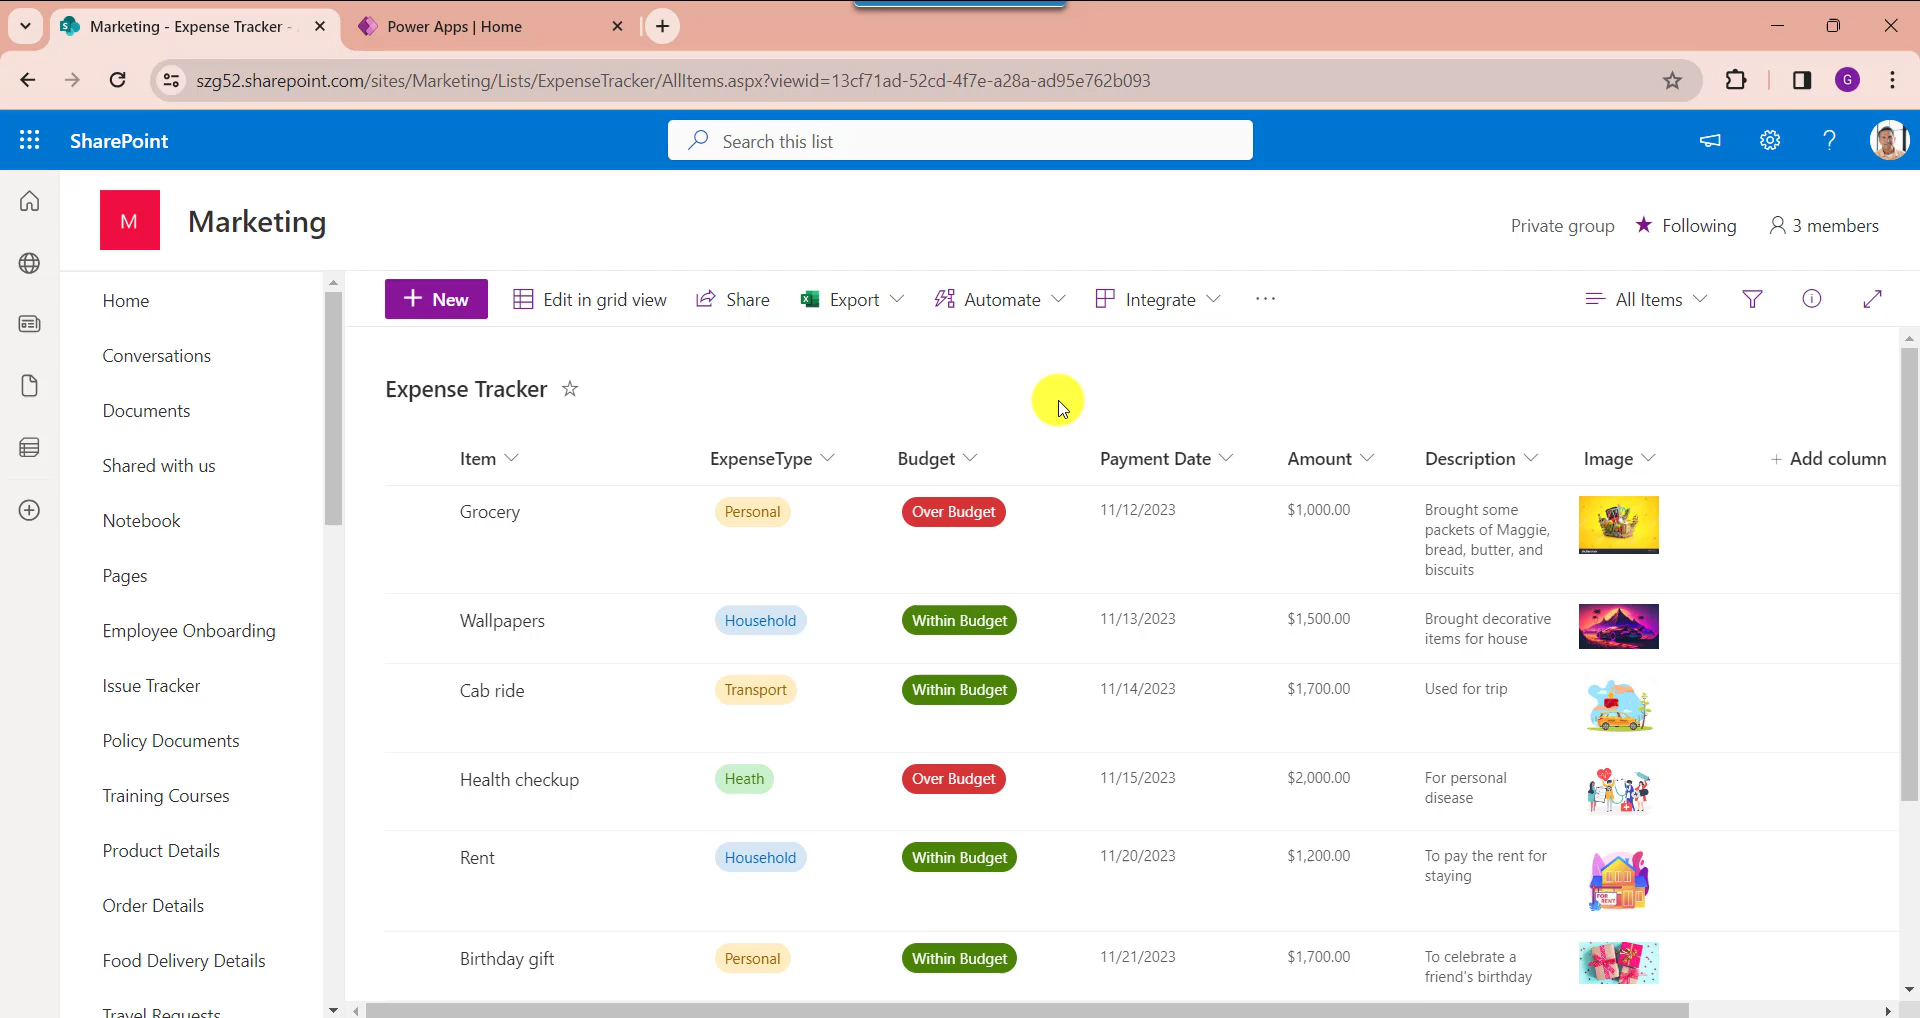 Marketing - Expense Tracker -
Power Apps | Home
szg52.sharepoint.com/sites/Marketing/Lists/ExpenseTracker/AllItems.aspx?viewid=13cf71ad-52cd-4f7e-a28a-ad95e762b093
G
SharePoint
Search this list
?
M
Marketing
Private group
Following
3 members
Home
Conversations
Documents
Shared with us
Notebook
Pages
Employee Onboarding
Issue Tracker
Policy Documents
Training Courses
Product Details
Order Details
Food Delivery Details
Travel Requests
+ New
Edit in grid view
Share
Export
Automate
Integrate
All Items
Expense Tracker
Item ExpenseType Budget Payment Date Amount Description Image + Add column
Grocery Personal Over Budget 11/12/2023 $1,000.00 Brought some
packets of Maggie,
bread, butter, and
biscuits
Wallpapers Household Within Budget 11/13/2023 $1,500.00 Brought decorative
items for house
Cab ride Transport Within Budget 11/14/2023 $1,700.00 Used for trip
Health checkup Heath Over Budget 11/15/2023 $2,000.00 For personal
disease
Rent Household Within Budget 11/20/2023 $1,200.00 To pay the rent for
staying
FOR
RENT
Birthday gift Personal Within Budget 11/21/2023 $1,700.00 To celebrate a
friend's birthday